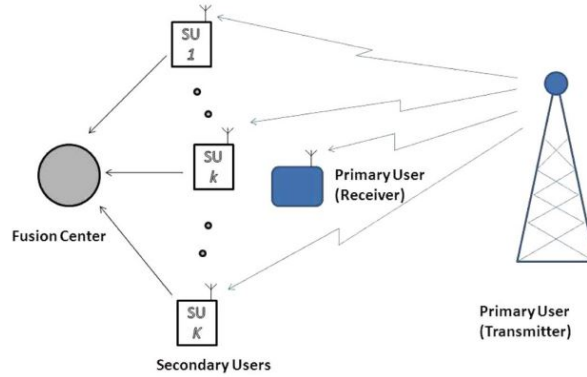 SU
1
SU
k
Primary User
(Receiver)
Fusion Center
SU
K
Primary User
(Transmitter)
Secondary Users